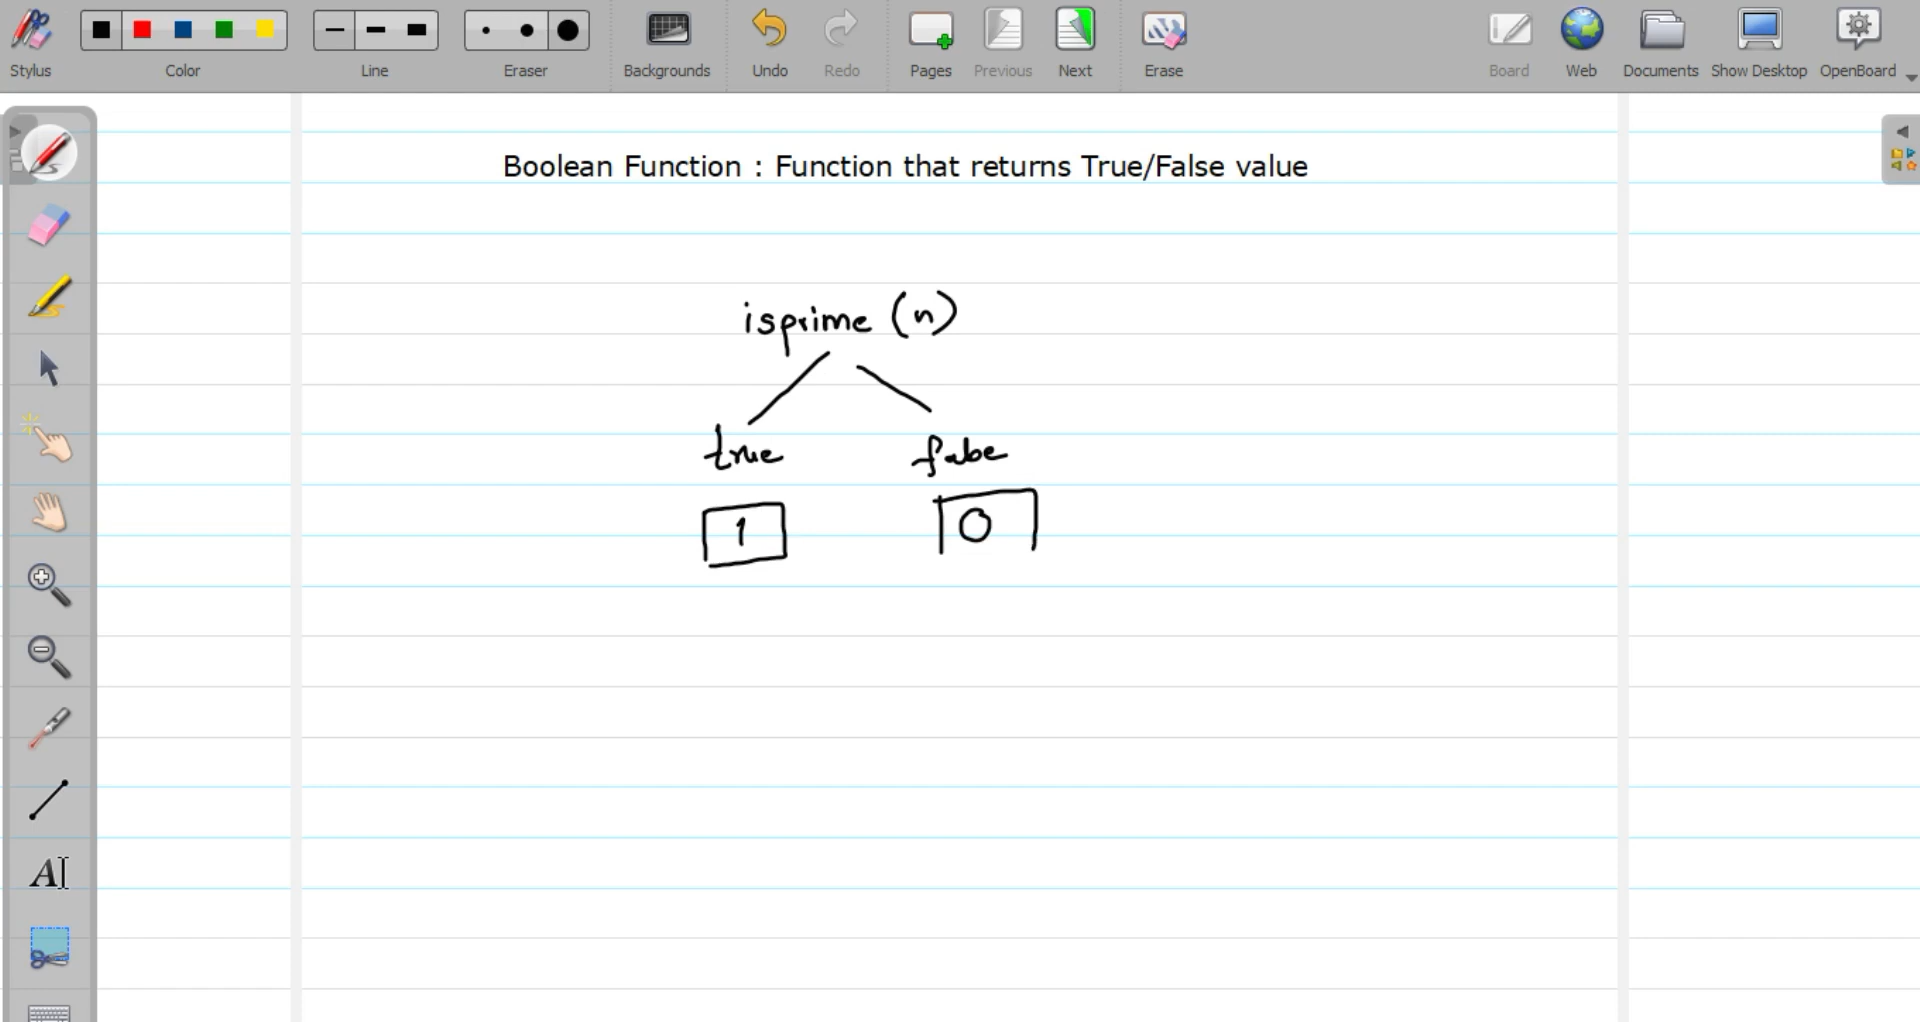 Stylus Color Line Eraser Backgrounds Undo Redo Pages Previous Next Erase Board Web Documents Show Desktop OpenBoard
Boolean Function : Function that returns True/False value
isprime (n)
true false
1 0